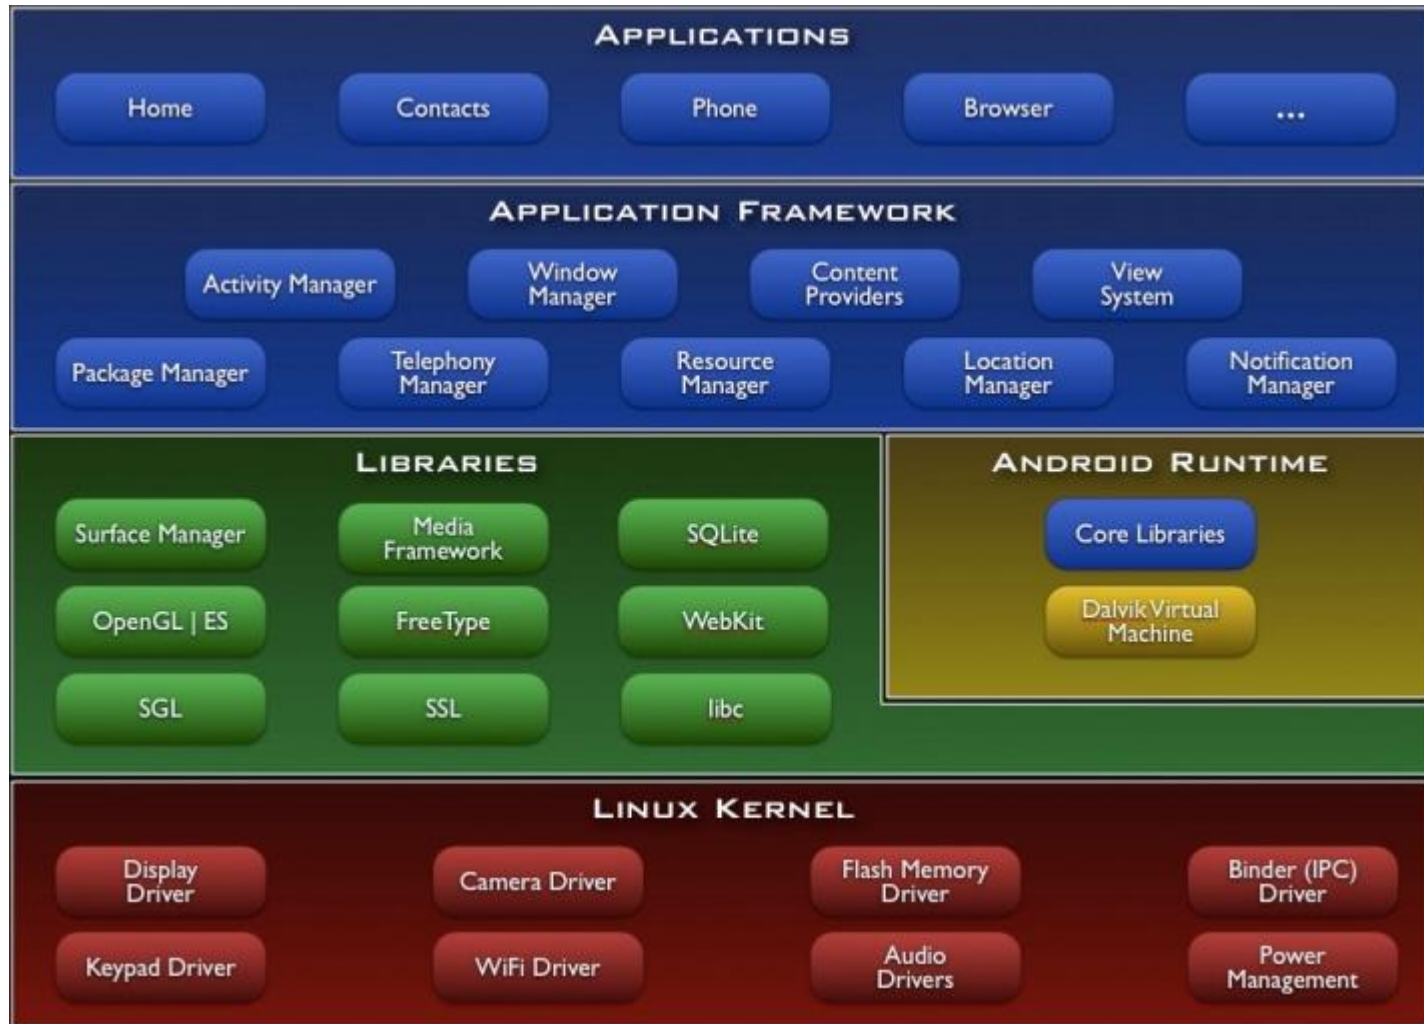 APPLICATIONS
Home
Contacts
Phone
Browser
...
APPLICATION FRAMEWORK
Activity Manager
Window
Manager
Content
Providers
View
System
Package Manager
Telephony
Manager
Resource
Manager
Location
Manager
Notification
Manager
LIBRARIES
Surface Manager
Media
Framework
SQLite
OpenGL | ES
FreeType
WebKit
SGL
SSL
libc
ANDROID RUNTIME
Core Libraries
Dalvik Virtual
Machine
LINUX KERNEL
Display
Driver
Camera Driver
Flash Memory
Driver
Binder (IPC)
Driver
Keypad Driver
WiFi Driver
Audio
Drivers
Power
Management